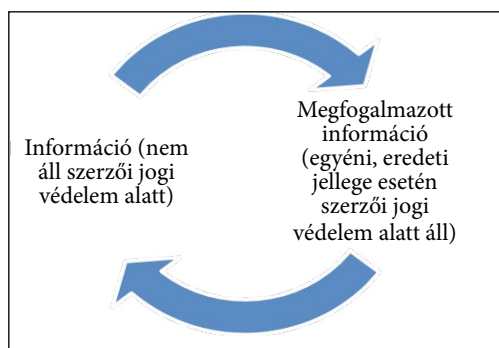 Információ (nem
áll szerzői jogi
védelem alatt)
Megfogalmazott
információ
(egyéni, eredeti
jellege esetén
szerzői jogi
védelem alatt áll)